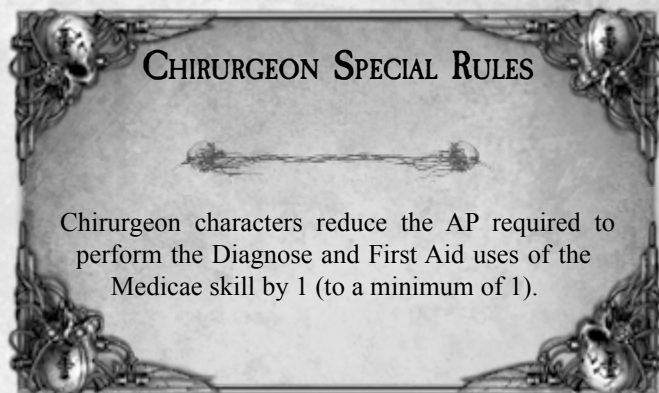 Chirurgeon Special Rules
Chirurgeon characters reduce the AP required to
perform the Diagnose and First Aid uses of the
Medicae skill by 1 (to a minimum of 1).